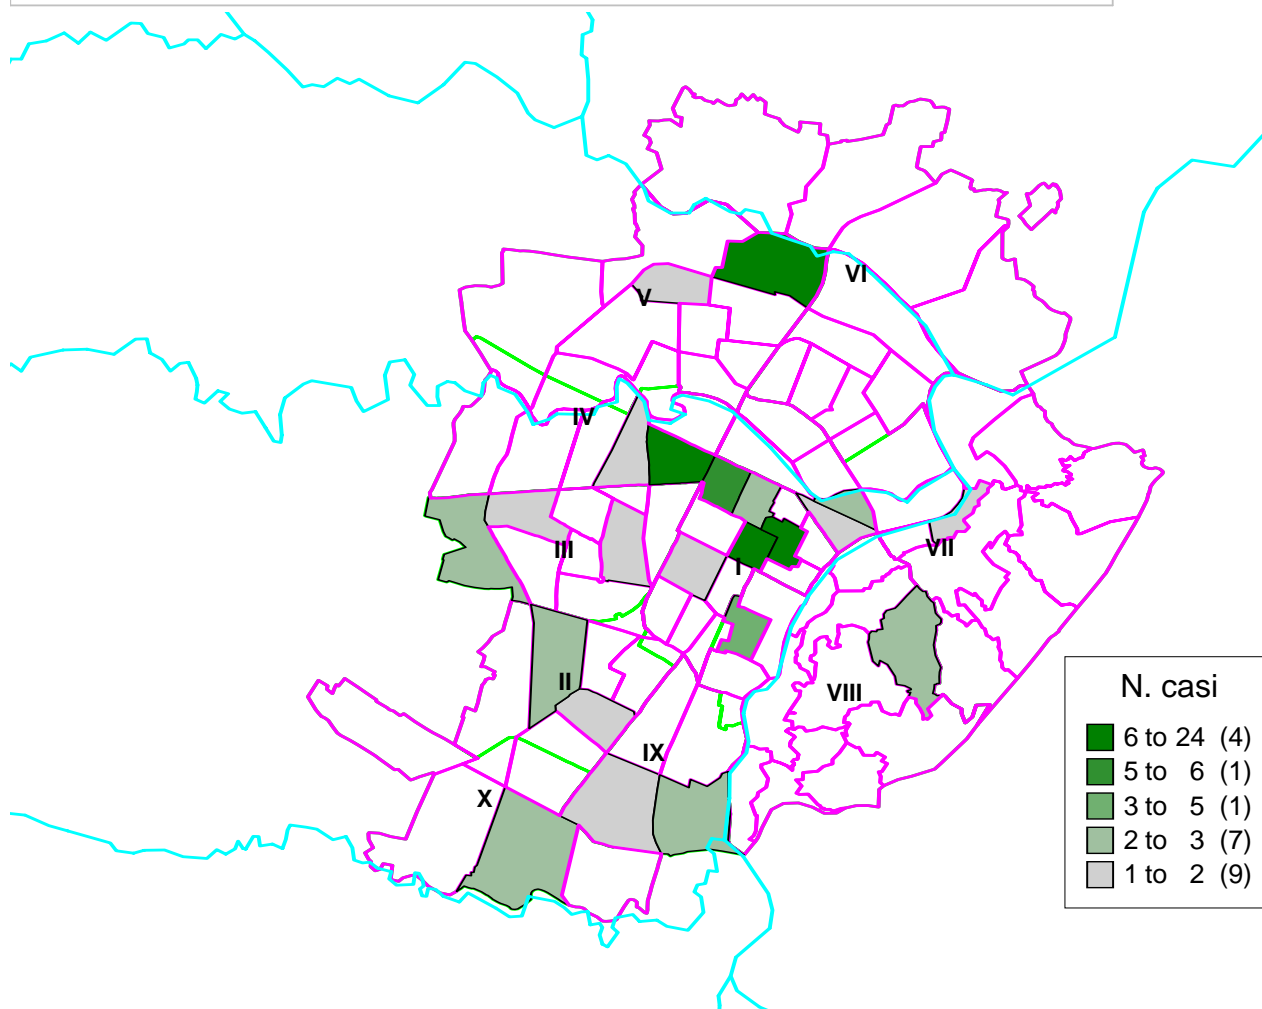 VI
V
IV
III
VII
I
II
VIII
IX
X
N. casi
6 to 24 (4)
5 to 6 (1)
3 to 5 (1)
2 to 3 (7)
1 to 2 (9)